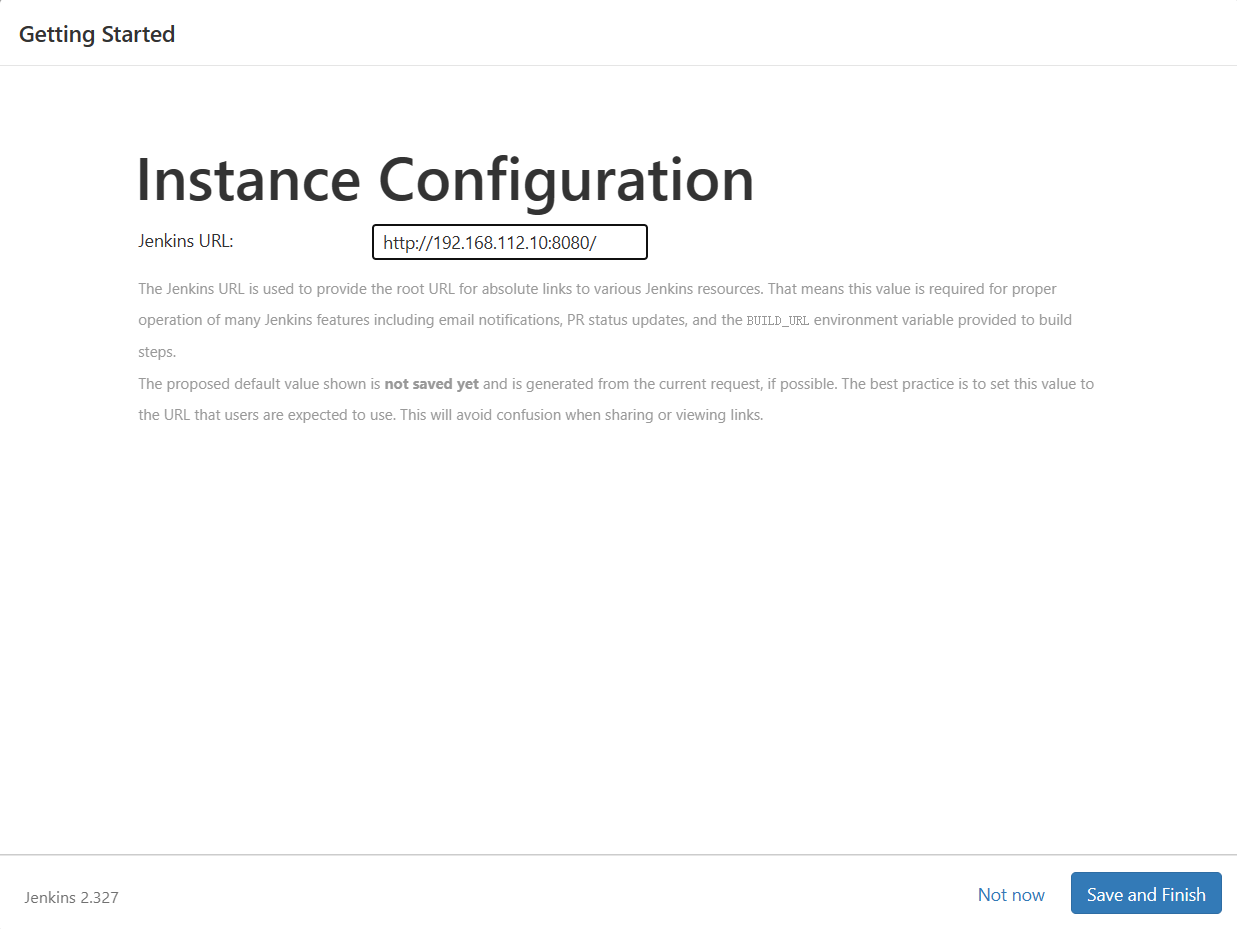 Getting Started
Instance Configuration
Jenkins URL: http://192.168.112.10:8080/
The Jenkins URL is used to provide the root URL for absolute links to various Jenkins resources. That means this value is required for proper
operation of many Jenkins features including email notifications, PR status updates, and the BUILD_URL environment variable provided to build
steps.
The proposed default value shown is not saved yet and is generated from the current request, if possible. The best practice is to set this value to
the URL that users are expected to use. This will avoid confusion when sharing or viewing links.
Jenkins 2.327 Not now Save and Finish